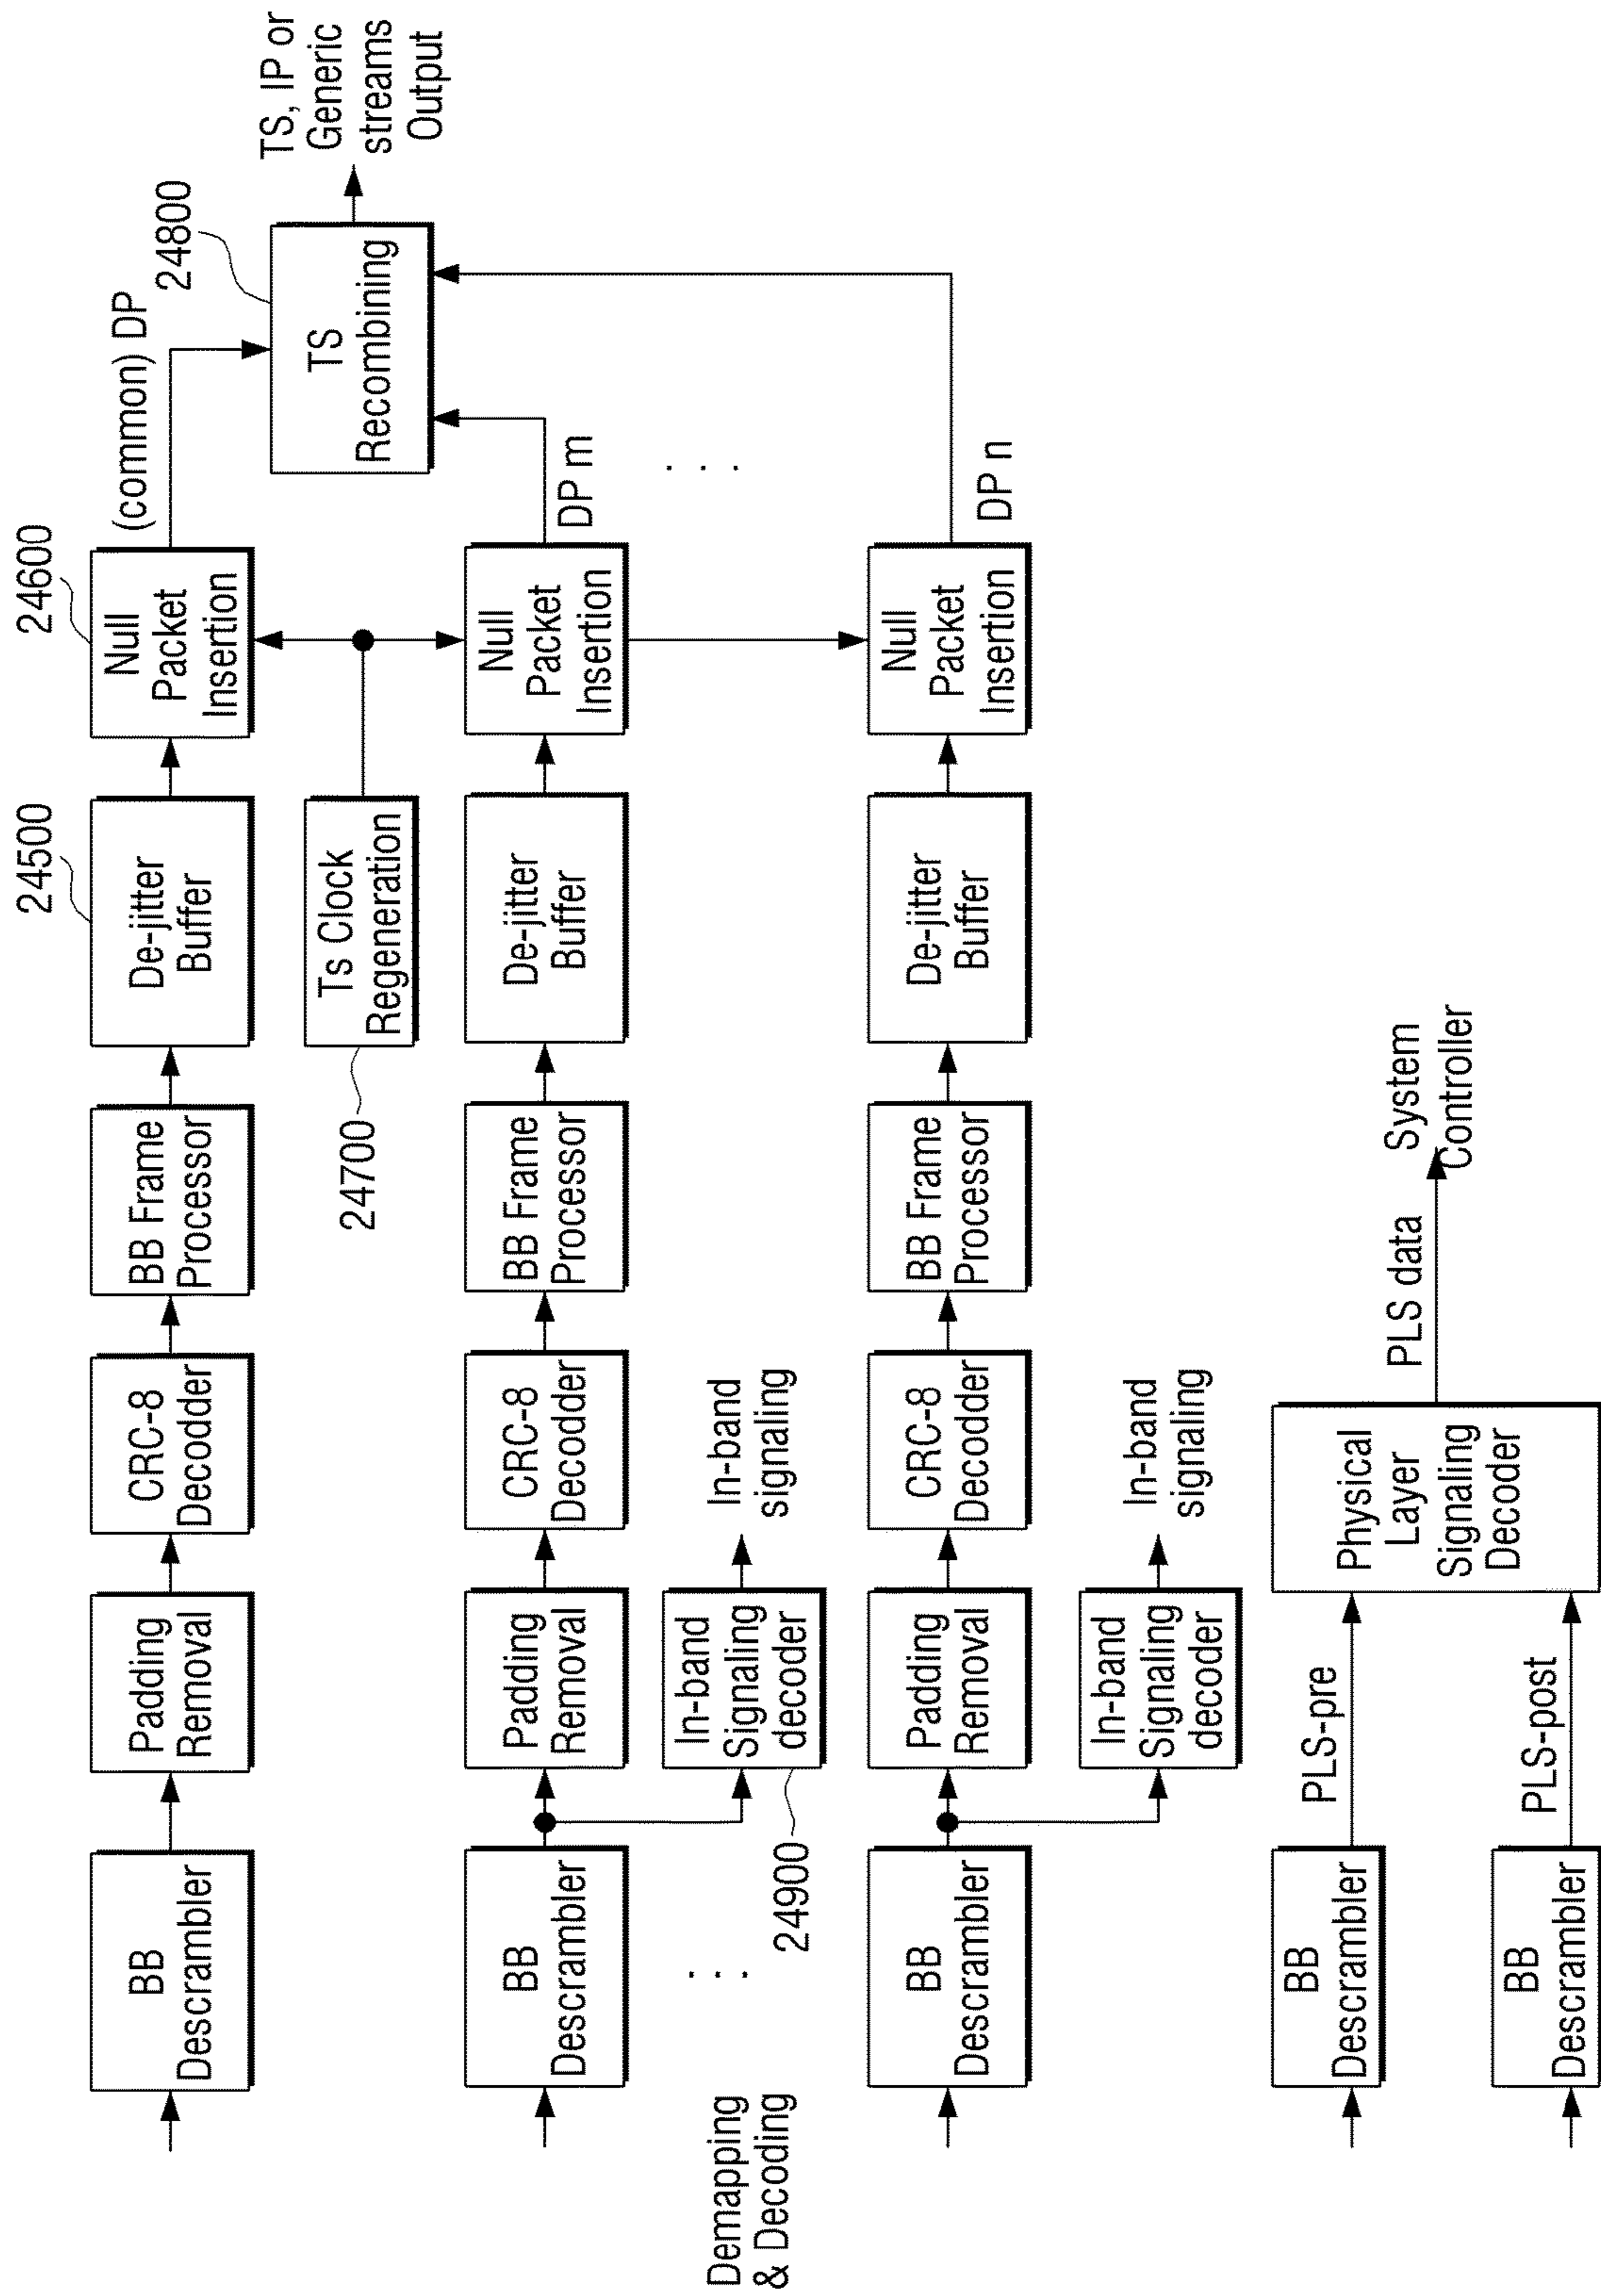 BB
Descrambler
Padding
Removal
CRC-8
Decodder
BB Frame
Processor
24500
De-jitter
Buffer
24600
Null
Packet
Insertion
(common) DP
24700
Ts Clock
Regeneration
24800
TS
Recombining
TS, IP or
Generic
streams
Output
BB
Descrambler
Padding
Removal
CRC-8
Decodder
BB Frame
Processor
De-jitter
Buffer
Null
Packet
Insertion
DP m
24900
In-band
Signaling
decoder
In-band
signaling
. . .
. . .
Demapping
& Decoding
BB
Descrambler
Padding
Removal
CRC-8
Decodder
BB Frame
Processor
De-jitter
Buffer
Null
Packet
Insertion
DP n
In-band
Signaling
decoder
In-band
signaling
BB
Descrambler
PLS-pre
Physical
Layer
Signaling
Decoder
PLS data
System
Controller
BB
Descrambler
PLS-post